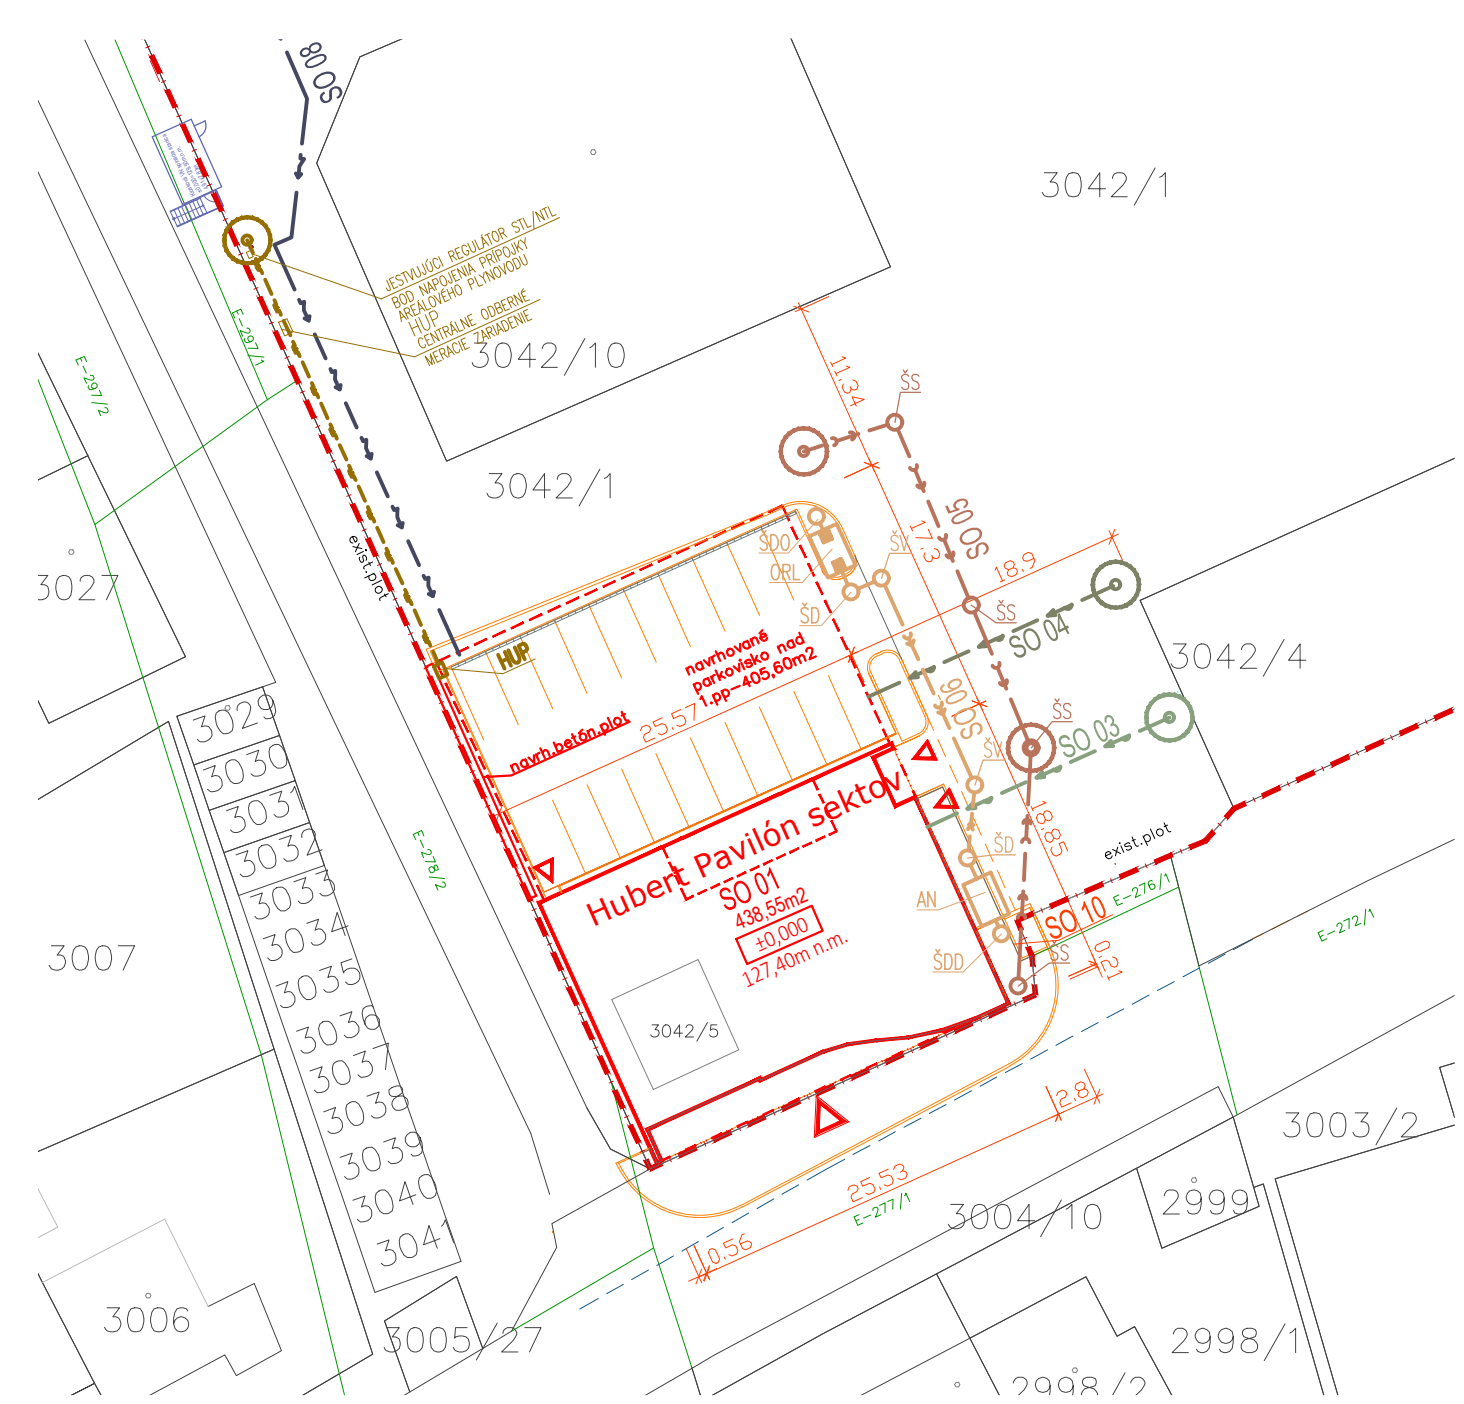 SO 08
3042/1
JESTVUJÚCI REGULÁTOR STL/NTL
BOD NAPOJENIA PRÍPOJKY
AREÁLOVÉHO PLYNOVODU
HUP
CENTRÁLNE ODBERNÉ
MERACIE ZARIADENIE
3042/10
E-297/1
E-297/2
11.34
ŠS
3042/1
SO 05
17.3
18.9
ŠDO
ŠV
ORL
ŠD
ŠS
SO 04
exist.plot
3027
3042/4
HUP
navrhované
parkovisko nad
1.pp-405,60m2
25.57
navrh.betón.plot
SO 06
ŠS
SO 03
ŠV
3029
3030
3031
3032
3033
3034
3035
3036
3037
3038
3039
3040
3041
E-278/2
Hubert Pavilón sektov
SO 01
438,55m2
±0,000
127,40m n.m.
18.85
ŠD
AN
ŠDD
exist.plot
E-276/1
SO 10
ŠS
0.21
E-272/1
3007
3042/5
2.8
25.53
0.56
E-277/1
3003/2
3004/10
2999
3006
3005/27
2998/1
2998/2